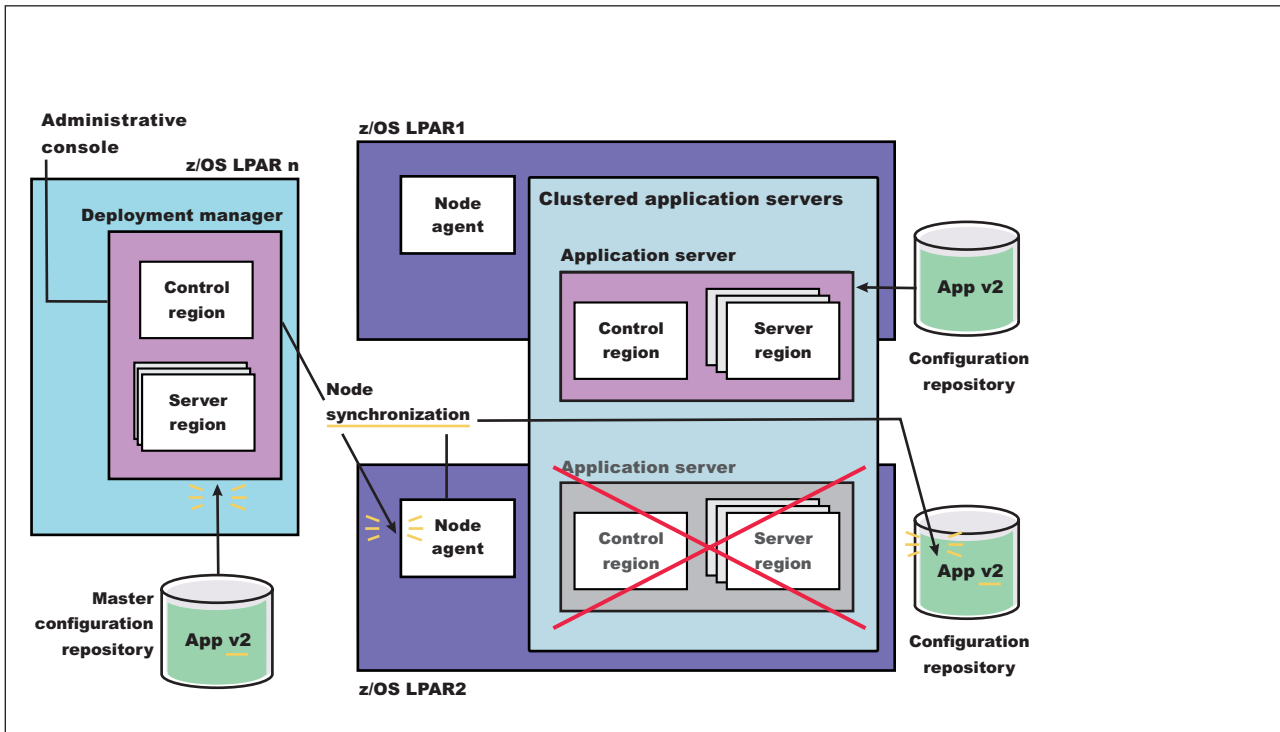 Administrative
console
z/OS LPAR n
Deployment manager
Control
region
Server
region
Master
configuration
repository
App v2
Node
synchronization
z/OS LPAR1
Node
agent
Clustered application servers
Application server
Control
region
Server
region
App v2
Configuration
repository
Node
agent
Application server
Control
region
Server
region
z/OS LPAR2
App v2
Configuration
repository